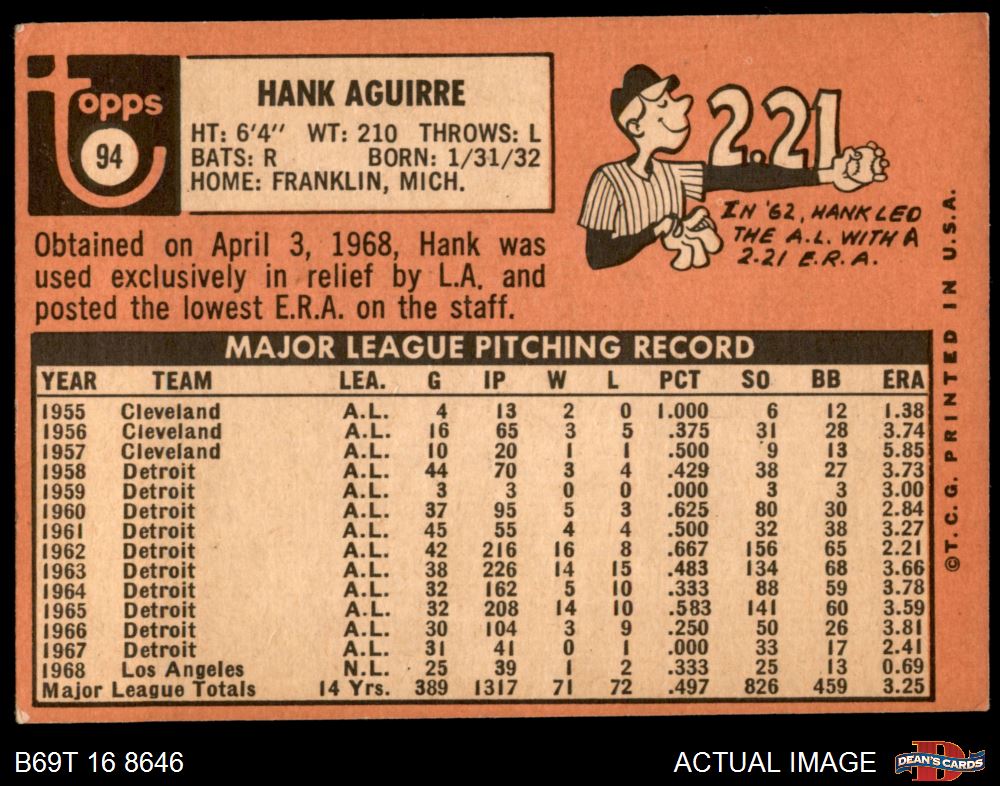 Topps
94
HANK AGUIRRE
HT: 6'4" WT: 210 THROWS: L
BATS: R BORN: 1/31/32
HOME: FRANKLIN, MICH.
2.21
IN '62, HANK LED
THE A.L. WITH A
2.21 E.R.A.
Obtained on April 3, 1968, Hank was
used exclusively in relief by L.A. and
posted the lowest E.R.A. on the staff.
MAJOR LEAGUE PITCHING RECORD
YEAR TEAM LEA. G IP W L PCT SO BB ERA
1955 Cleveland A.L. 4 13 2 0 1.000 6 12 1.38
1956 Cleveland A.L. 16 65 3 5 .375 31 28 3.74
1957 Cleveland A.L. 10 20 1 1 .500 9 13 5.85
1958 Detroit A.L. 44 70 3 4 .429 38 27 3.73
1959 Detroit A.L. 3 3 0 0 .000 3 3 3.00
1960 Detroit A.L. 37 95 5 3 .625 80 30 2.84
1961 Detroit A.L. 45 55 4 4 .500 32 38 3.27
1962 Detroit A.L. 42 216 16 8 .667 156 65 2.21
1963 Detroit A.L. 38 226 14 15 .483 134 68 3.66
1964 Detroit A.L. 32 162 5 10 .333 88 59 3.78
1965 Detroit A.L. 32 208 14 10 .583 141 60 3.59
1966 Detroit A.L. 30 104 3 9 .250 50 26 3.81
1967 Detroit A.L. 31 41 0 1 .000 33 17 2.41
1968 Los Angeles N.L. 25 39 1 2 .333 25 13 0.69
Major League Totals 14 Yrs. 389 1317 71 72 .497 826 459 3.25
© T. C. G. PRINTED IN U.S.A.
B69T 16 8646
ACTUAL IMAGE
D
DEAN'S CARDS